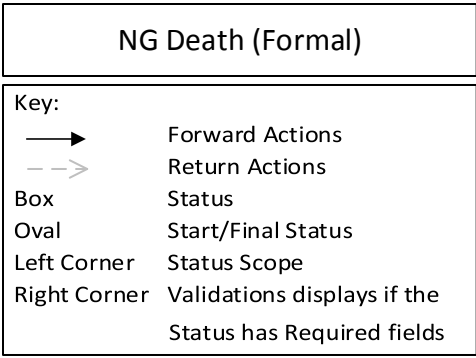 NG Death (Formal)
Key:
Forward Actions
Return Actions
Box Status
Oval Start/Final Status
Left Corner Status Scope
Right Corner Validations displays if the
Status has Required fields